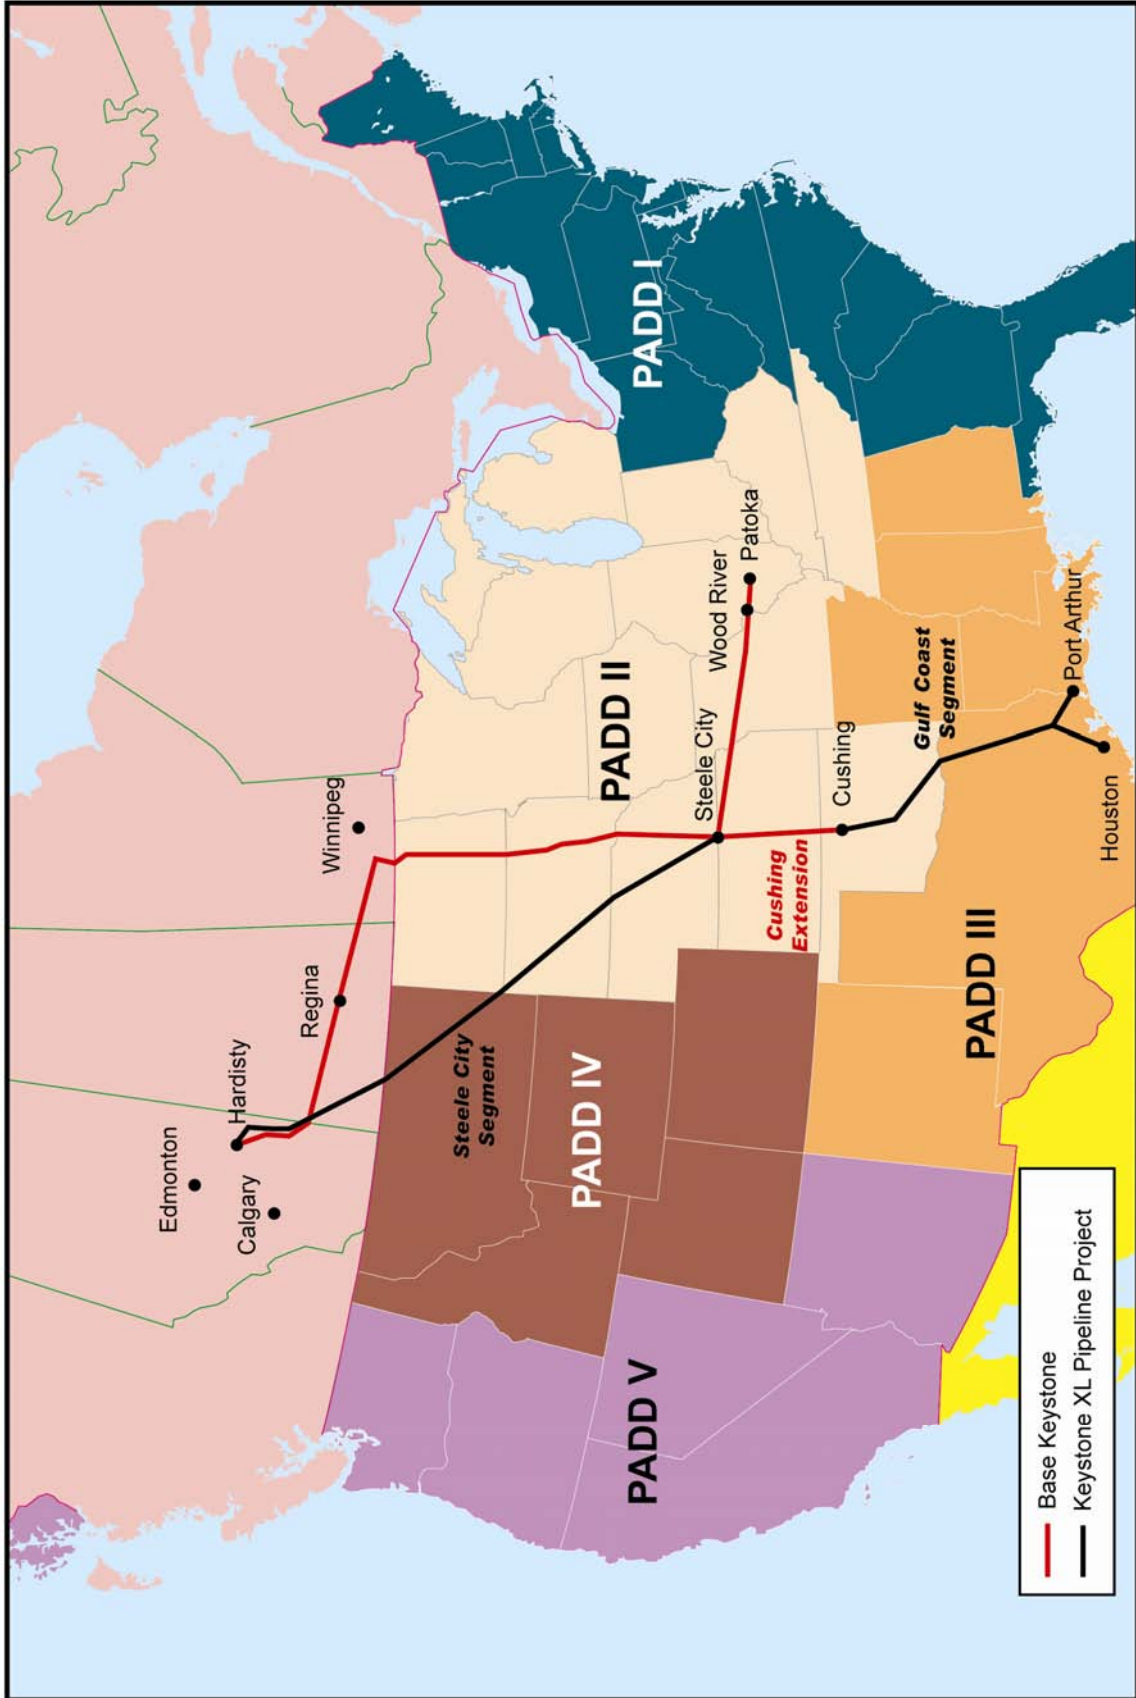 Edmonton
Hardisty
Calgary
Regina
Winnipeg
Steele City
Segment
PADD V
PADD IV
PADD II
PADD I
Steele City
Wood River
Patoka
Cushing
Extension
Cushing
Gulf Coast
Segment
PADD III
Port Arthur
Houston
Base Keystone
Keystone XL Pipeline Project